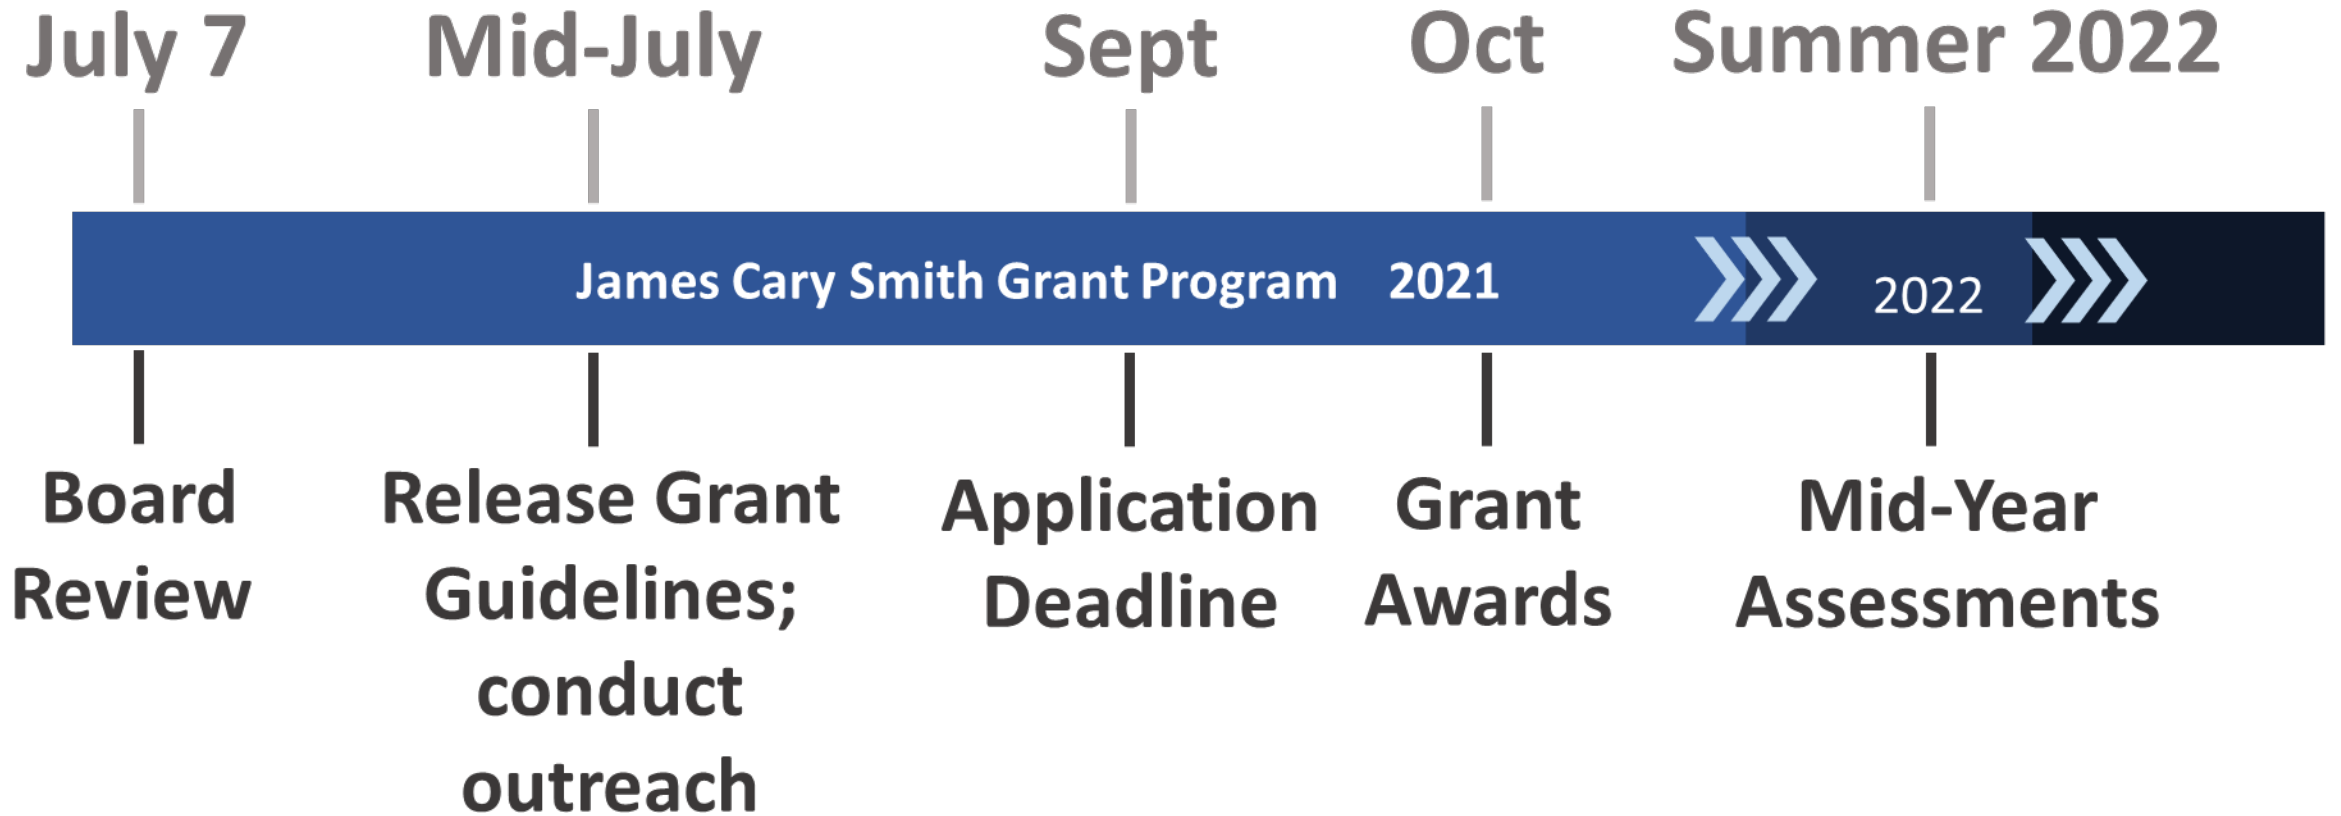 July 7 Mid-July Sept Oct Summer 2022
James Cary Smith Grant Program 2021 2022
Board
Review
Release Grant
Guidelines;
conduct
outreach
Application
Deadline
Grant
Awards
Mid-Year
Assessments